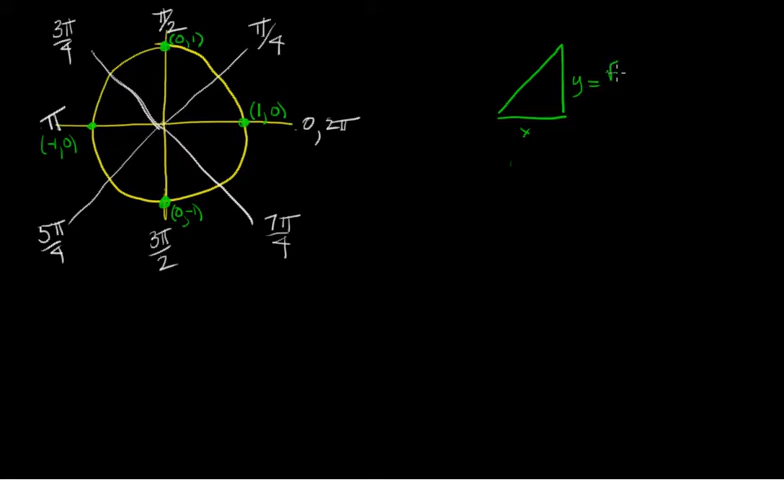 3π/4
π/2
π/4
(0,1)
π
(-1,0)
(1,0)
0, 2π
5π/4
(0,-1)
3π/2
7π/4
y = √
x